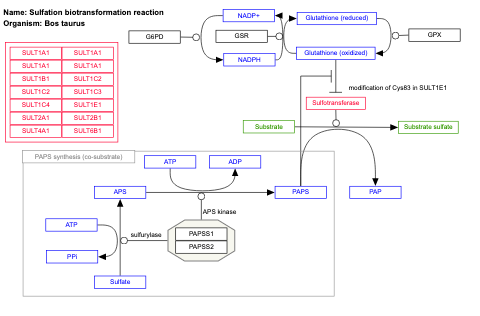 Name: Sulfation biotransformation reaction
Organism: Bos taurus
NADP+
Glutathione (reduced)
G6PD
GSR
GPX
Glutathione (oxidized)
NADPH
SULT1A1 SULT1A1
SULT1A1 SULT1A1
SULT1B1 SULT1C2
SULT1C2 SULT1C3
SULT1C4 SULT1E1
SULT2A1 SULT2B1
SULT4A1 SULT6B1
modification of Cys83 in SULT1E1
Sulfotransferase
Substrate
Substrate sulfate
PAPS synthesis (co-substrate)
ATP
ADP
APS
PAPS
PAP
APS kinase
ATP
sulfurylase
PAPSS1
PAPSS2
PPi
Sulfate